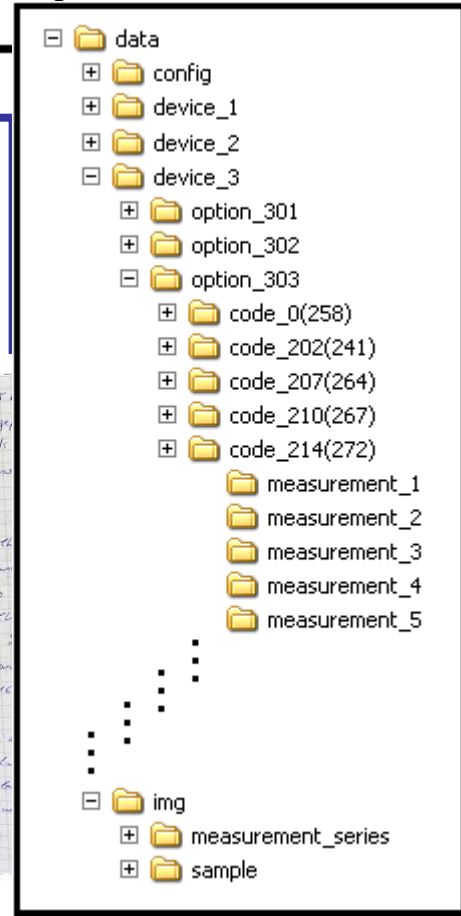 data
config
device_1
device_2
device_3
option_301
option_302
option_303
code_0(258)
code_202(241)
code_207(264)
code_210(267)
code_214(272)
measurement_1
measurement_2
measurement_3
measurement_4
measurement_5
img
measurement_series
sample